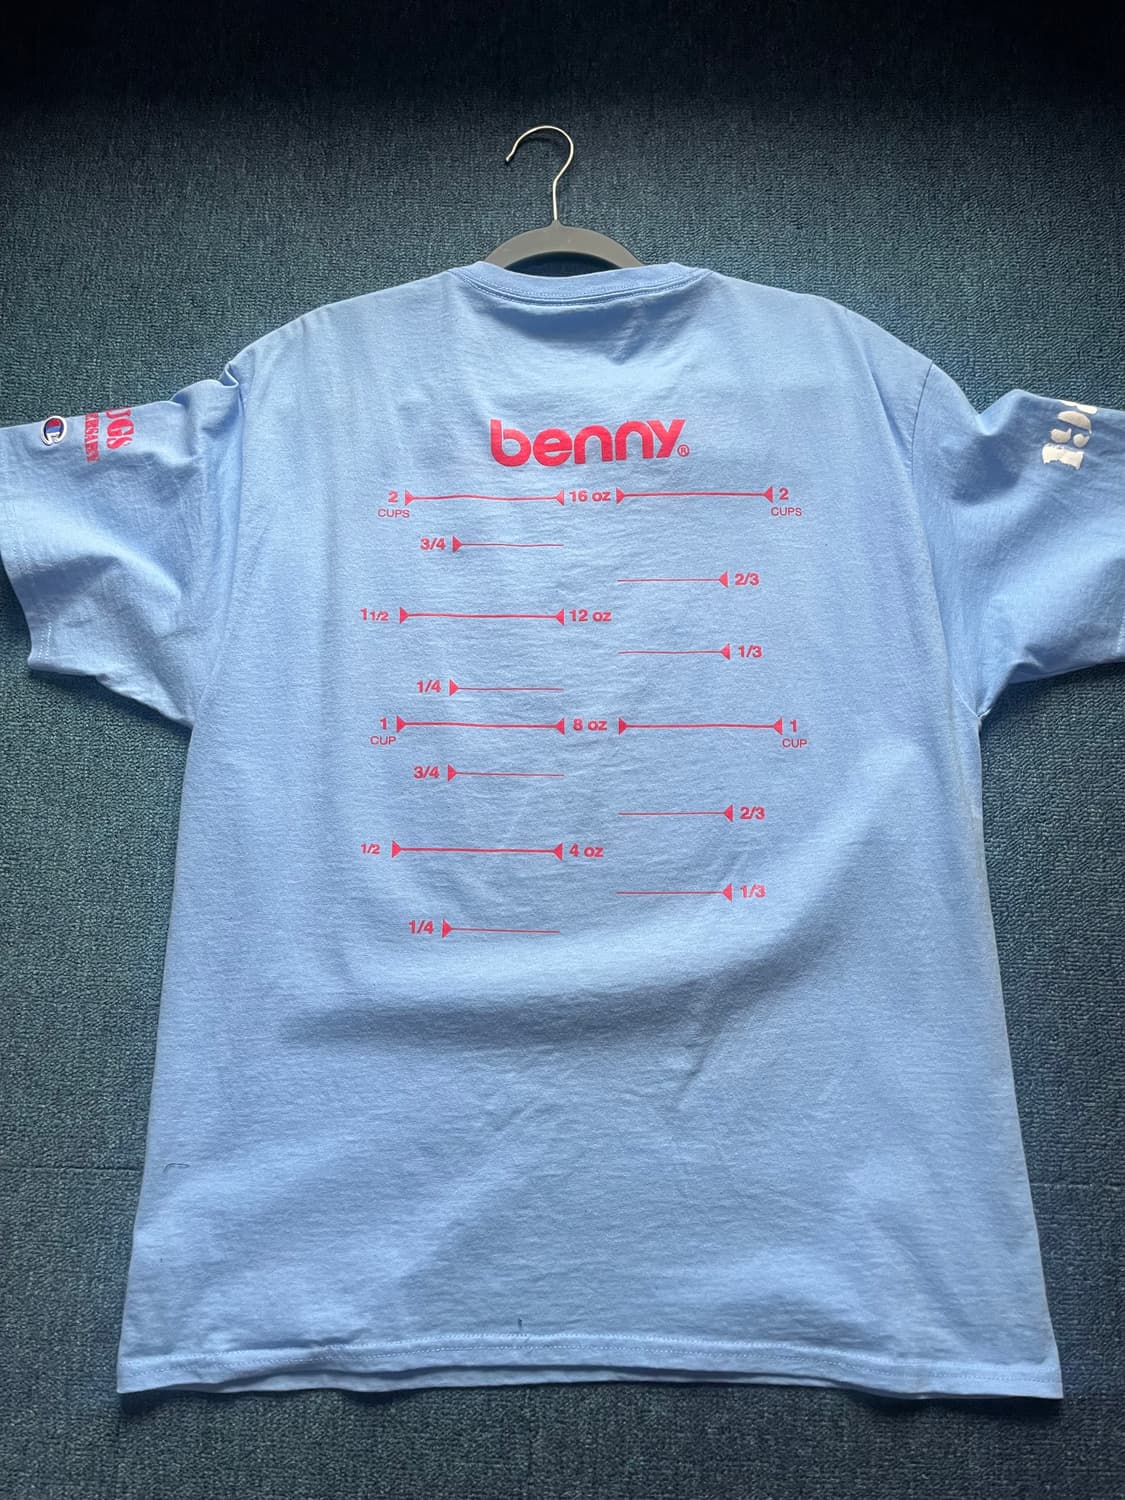 benny®
2 16 oz 2
CUPS CUPS
3/4
2/3
1 1/2 12 oz
1/3
1/4
1 8 oz 1
CUP CUP
3/4
2/3
1/2 4 oz
1/3
1/4